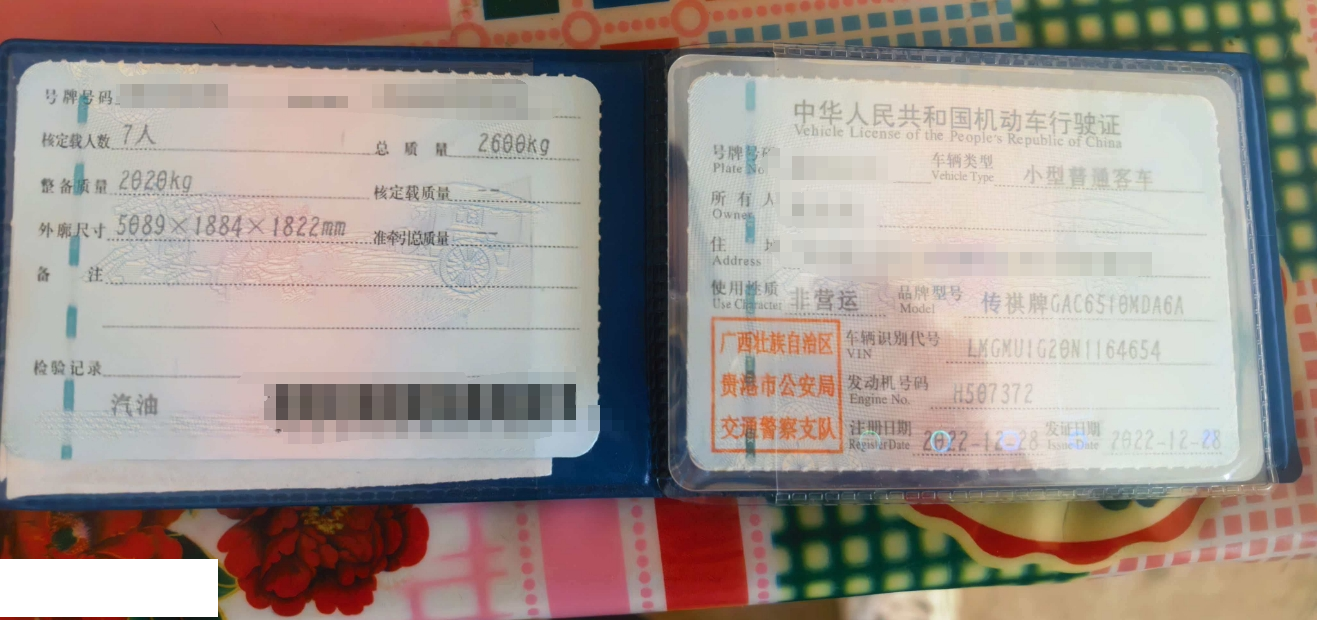 号牌号码
核定载人数 7人 总质量 2600kg
整备质量 2020kg 核定载质量 --
外廓尺寸 5089×1884×1822mm 准牵引总质量 --
备注
检验记录
汽油
中华人民共和国机动车行驶证
Vehicle License of the People's Republic of China
号牌号码 车辆类型 小型普通客车
Plate No. Vehicle Type
所有人
Owner
住址
Address
使用性质 非营运 品牌型号 传祺牌GAC6510MDA6A
Use Character Model
广西壮族自治区
贵港市公安局
交通警察支队
车辆识别代号 LMGMU1G20N1164654
VIN
发动机号码 H507372
Engine No.
注册日期 2022-12-28 发证日期 2022-12-28
Register Date Issue Date